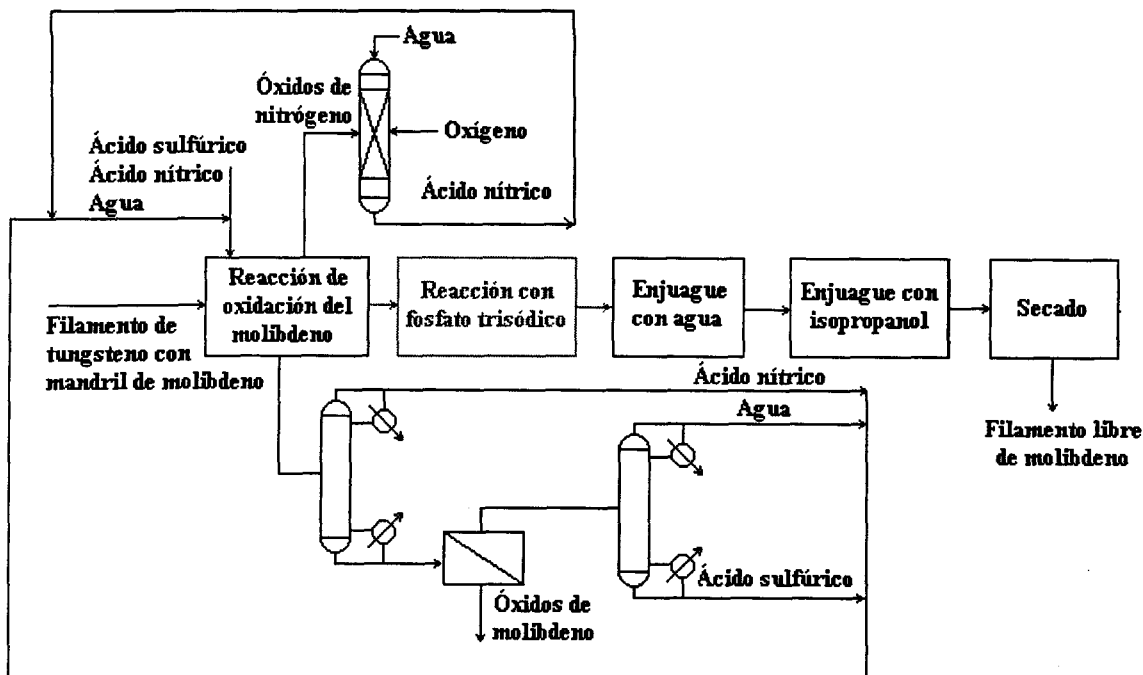 Agua
Óxidos de
nitrógeno
Oxígeno
Ácido sulfúrico
Ácido nítrico
Agua
Ácido nítrico
Reacción de
oxidación del
molibdeno
Reacción con
fosfato trisódico
Enjuague
con agua
Enjuague con
isopropanol
Secado
Filamento de
tungsteno con
mandril de molibdeno
Ácido nítrico
Agua
Filamento libre
de molibdeno
Ácido sulfúrico
Óxidos de
molibdeno